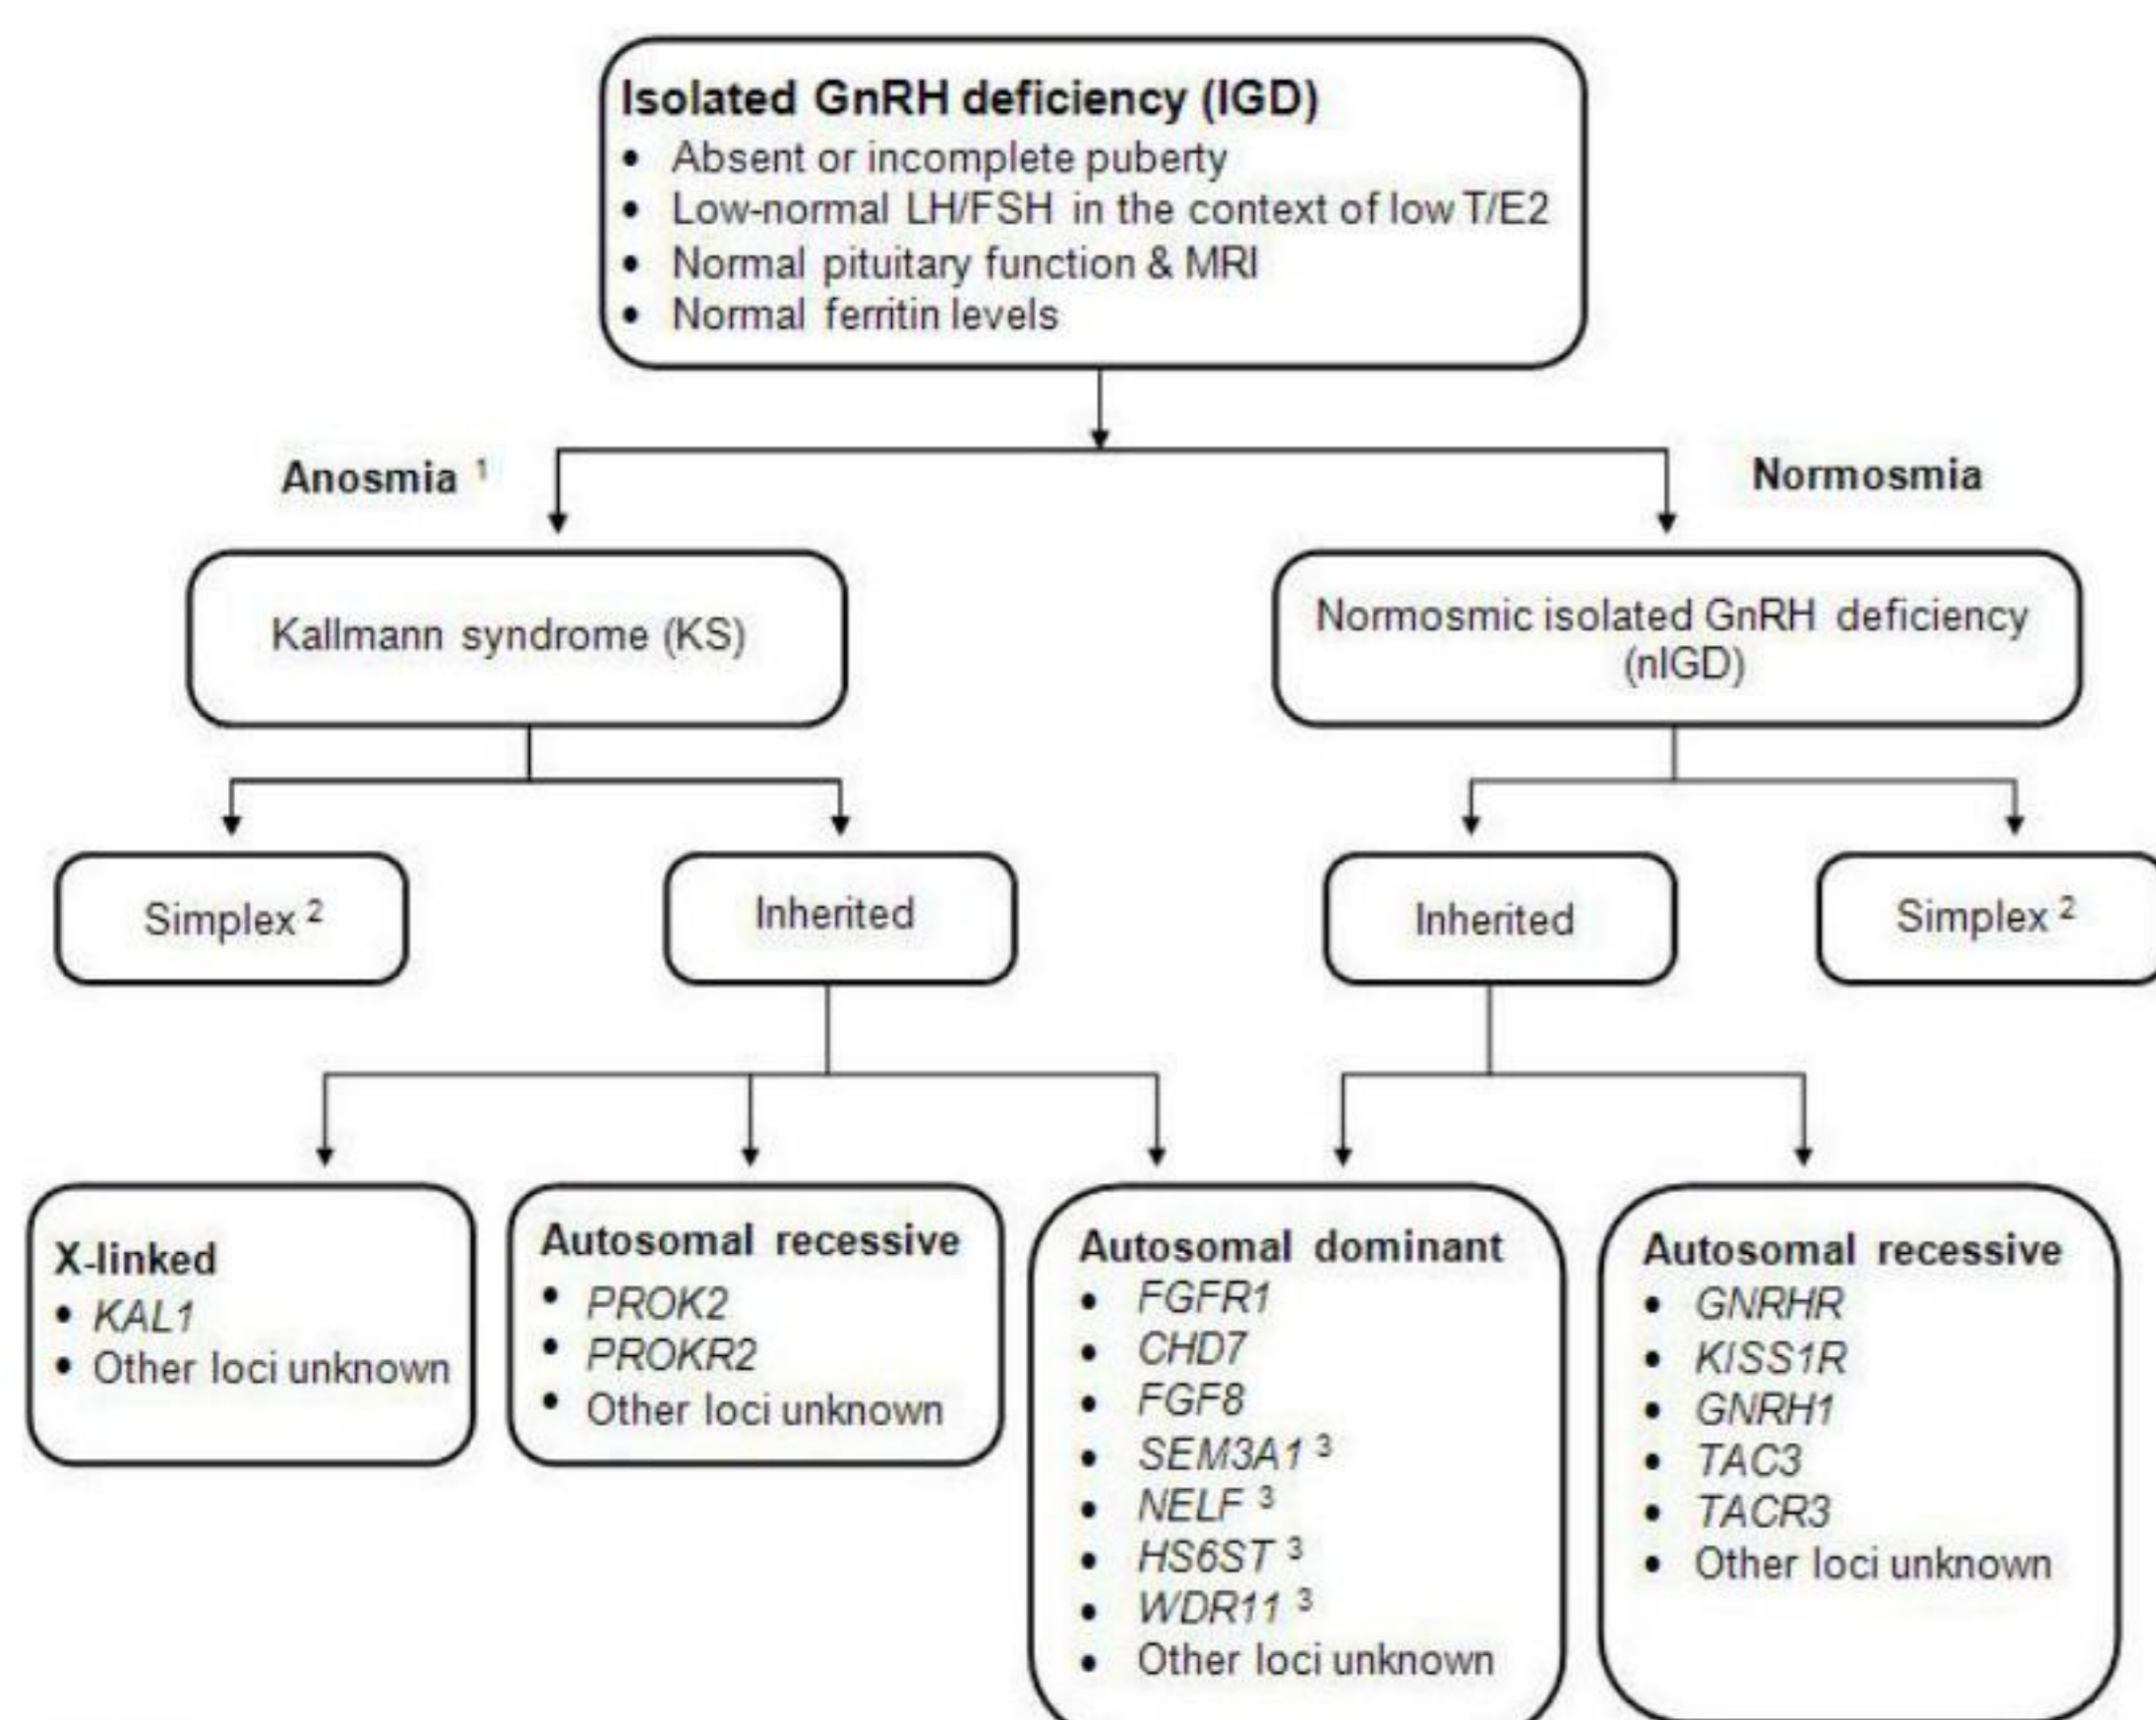 Isolated GnRH deficiency (IGD)
• Absent or incomplete puberty
• Low-normal LH/FSH in the context of low T/E2
• Normal pituitary function & MRI
• Normal ferritin levels
Anosmia 1
Normosmia
Kallmann syndrome (KS)
Normosmic isolated GnRH deficiency
(nIGD)
Simplex 2
Inherited
Inherited
Simplex 2
X-linked
• KAL1
• Other loci unknown
Autosomal recessive
• PROK2
• PROKR2
• Other loci unknown
Autosomal dominant
• FGFR1
• CHD7
• FGF8
• SEM3A1 3
• NELF 3
• HS6ST 3
• WDR11 3
• Other loci unknown
Autosomal recessive
• GNRHR
• KISS1R
• GNRH1
• TAC3
• TACR3
• Other loci unknown